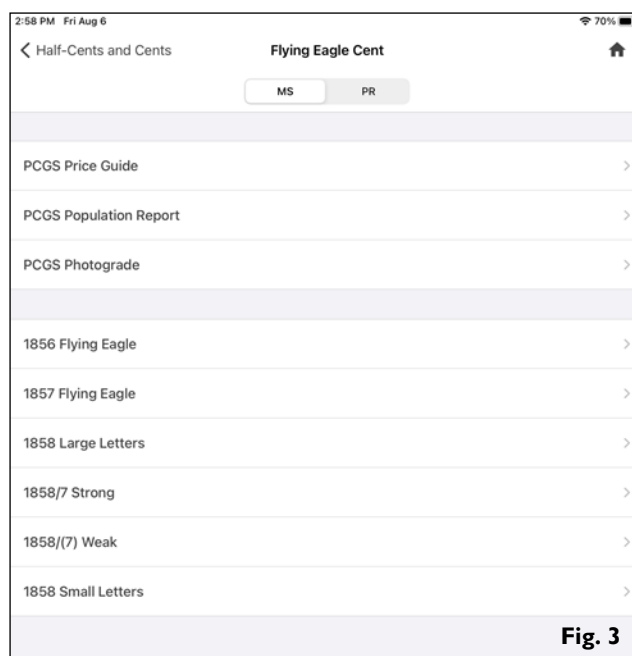 2:58 PM Fri Aug 6 70%
Half-Cents and Cents Flying Eagle Cent
MS PR
PCGS Price Guide
PCGS Population Report
PCGS Photograde
1856 Flying Eagle
1857 Flying Eagle
1858 Large Letters
1858/7 Strong
1858/(7) Weak
1858 Small Letters
Fig. 3